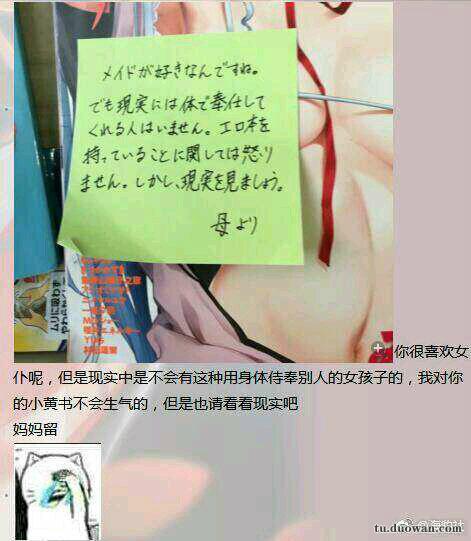 メイドが好きなんですね。
でも現実には体で奉仕して
くれる人はいません。エロ本を
持っていることに関しては怒り
ません。しかし、現実を見ましょう。
母より
ムリに吸わず
你很喜欢女
仆呢，但是现实中是不会有这种用身体侍奉别人的女孩子的，我对你
的小黄书不会生气的，但是也请看看现实吧
妈妈留
tu.duowan.com